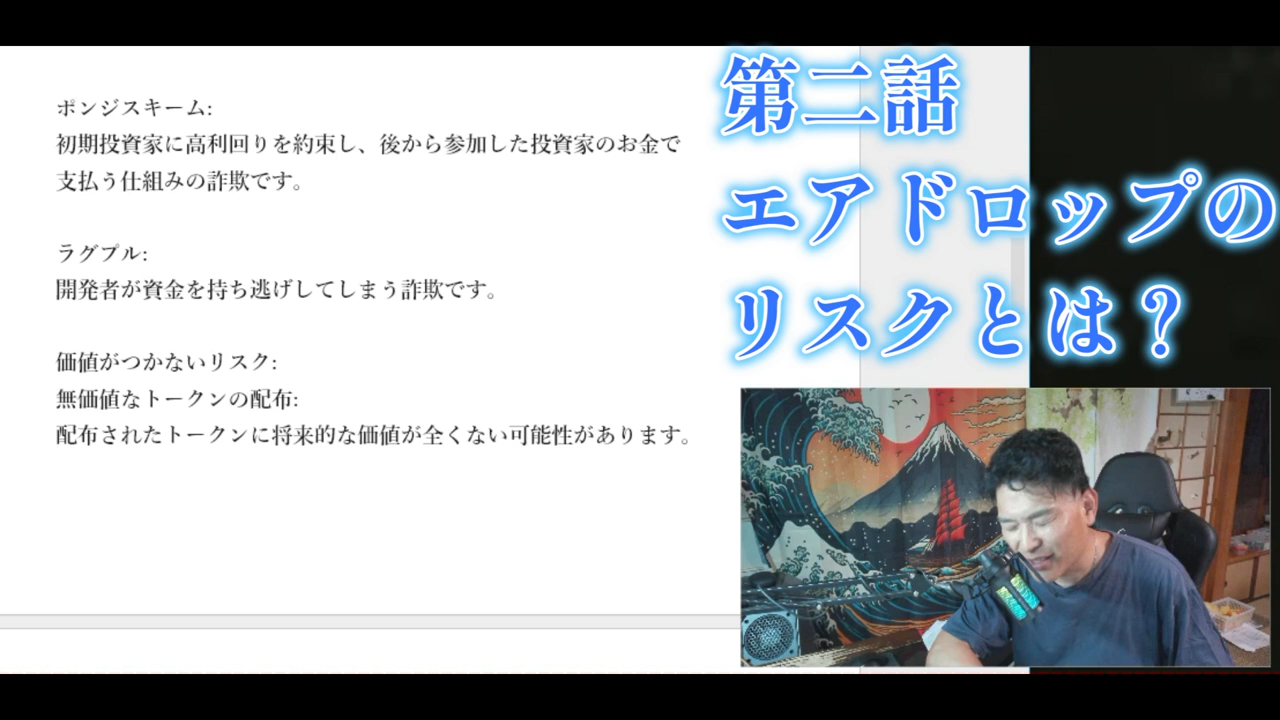 ポンジスキーム:
初期投資家に高利回りを約束し、後から参加した投資家のお金で
支払う仕組みの詐欺です。
ラグプル:
開発者が資金を持ち逃げしてしまう詐欺です。
価値がつかないリスク:
無価値なトークンの配布:
配布されたトークンに将来的な価値が全くない可能性があります。
第二話
エアドロップの
リスクとは？